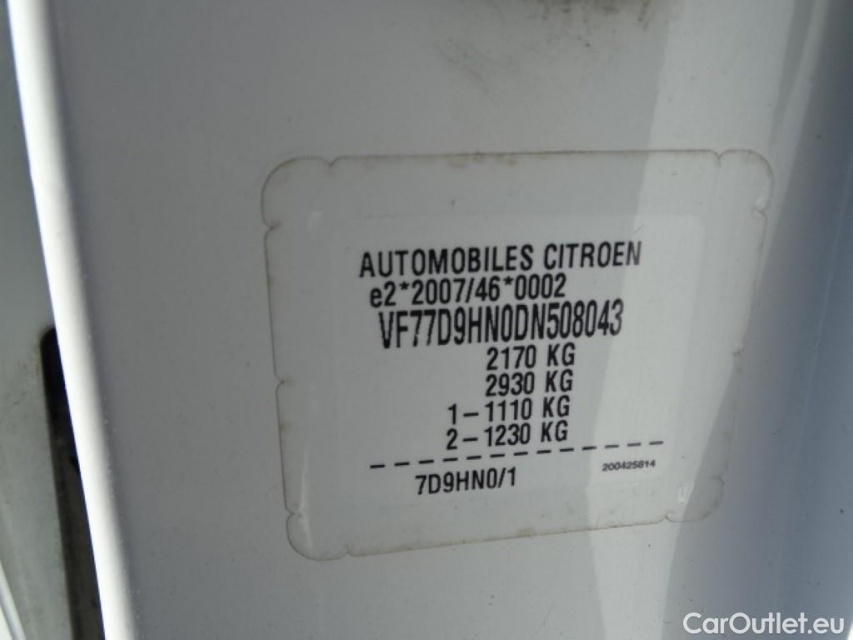 AUTOMOBILES CITROEN
e2*2007/46*0002
VF77D9HN0DN508043
2170 KG
2930 KG
1-1110 KG
2-1230 KG
7D9HN0/1
200425814
CarOutlet.eu